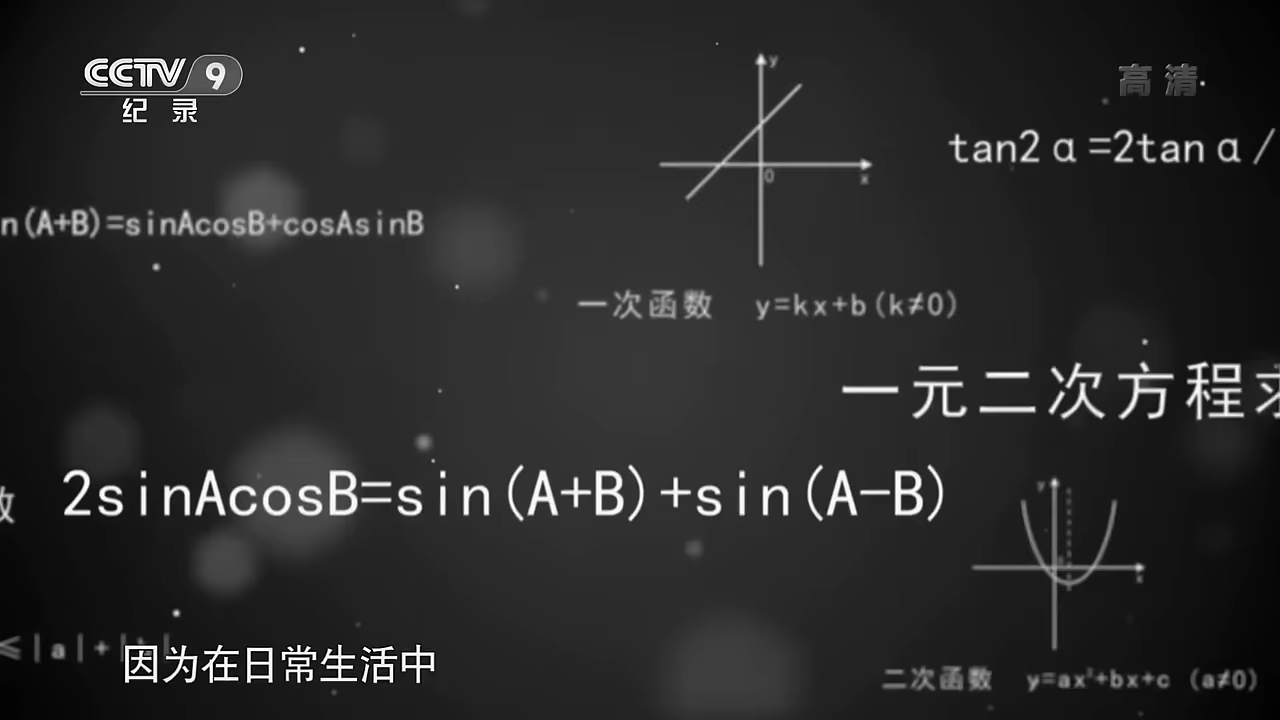 CCTV 9
纪录
高清
tan2α=2tanα/
n(A+B)=sinAcosB+cosAsinB
y
0
x
一次函数 y=kx+b(k≠0)
一元二次方程求
2sinAcosB=sin(A+B)+sin(A-B)
y
x
≤|a|+|
因为在日常生活中
二次函数 y=ax²+bx+c (a≠0)